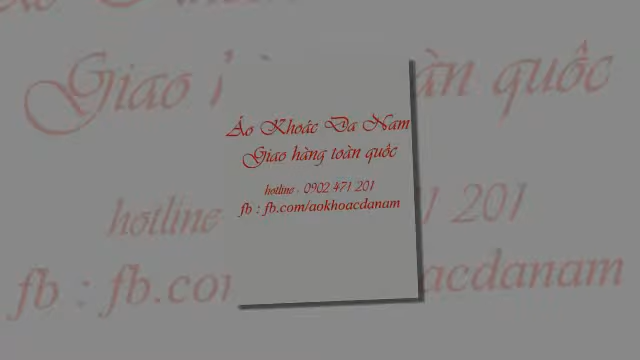 Áo Khoác Da Nam
Giao hàng toàn quốc
hotline : 0902 471 201
fb : fb.com/aokhoacdanam